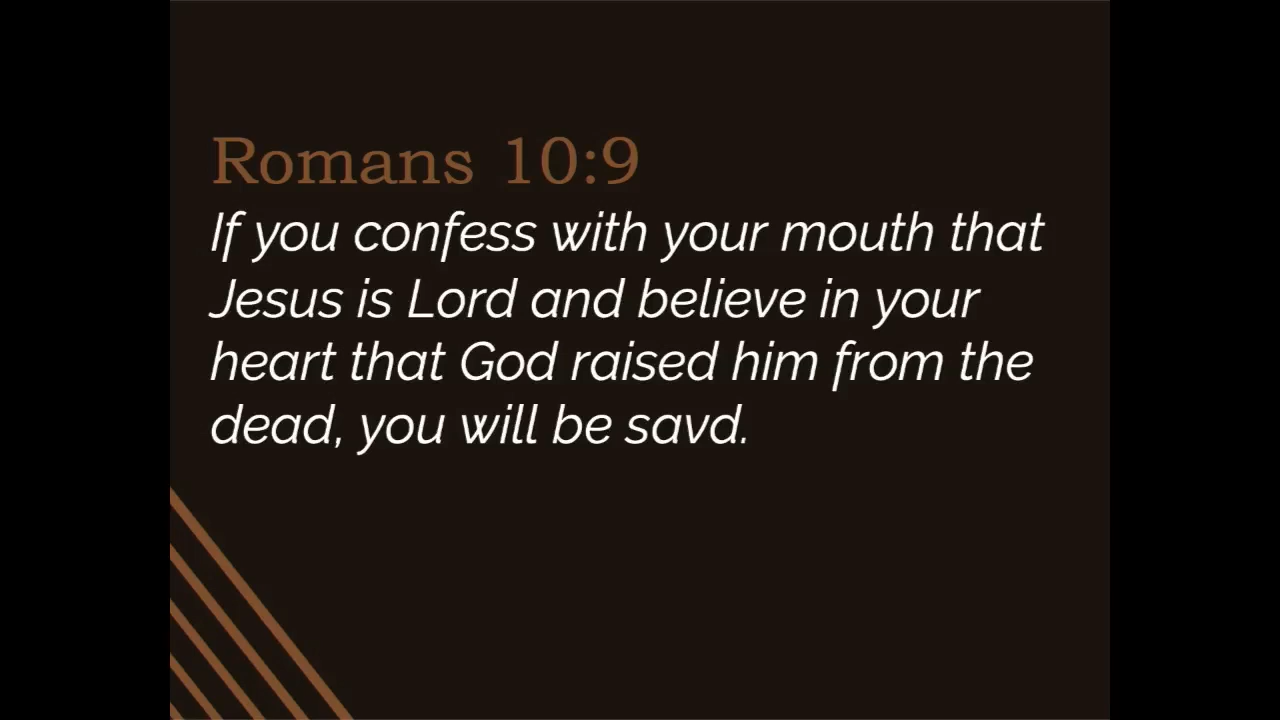 Romans 10:9
If you confess with your mouth that
Jesus is Lord and believe in your
heart that God raised him from the
dead, you will be savd.